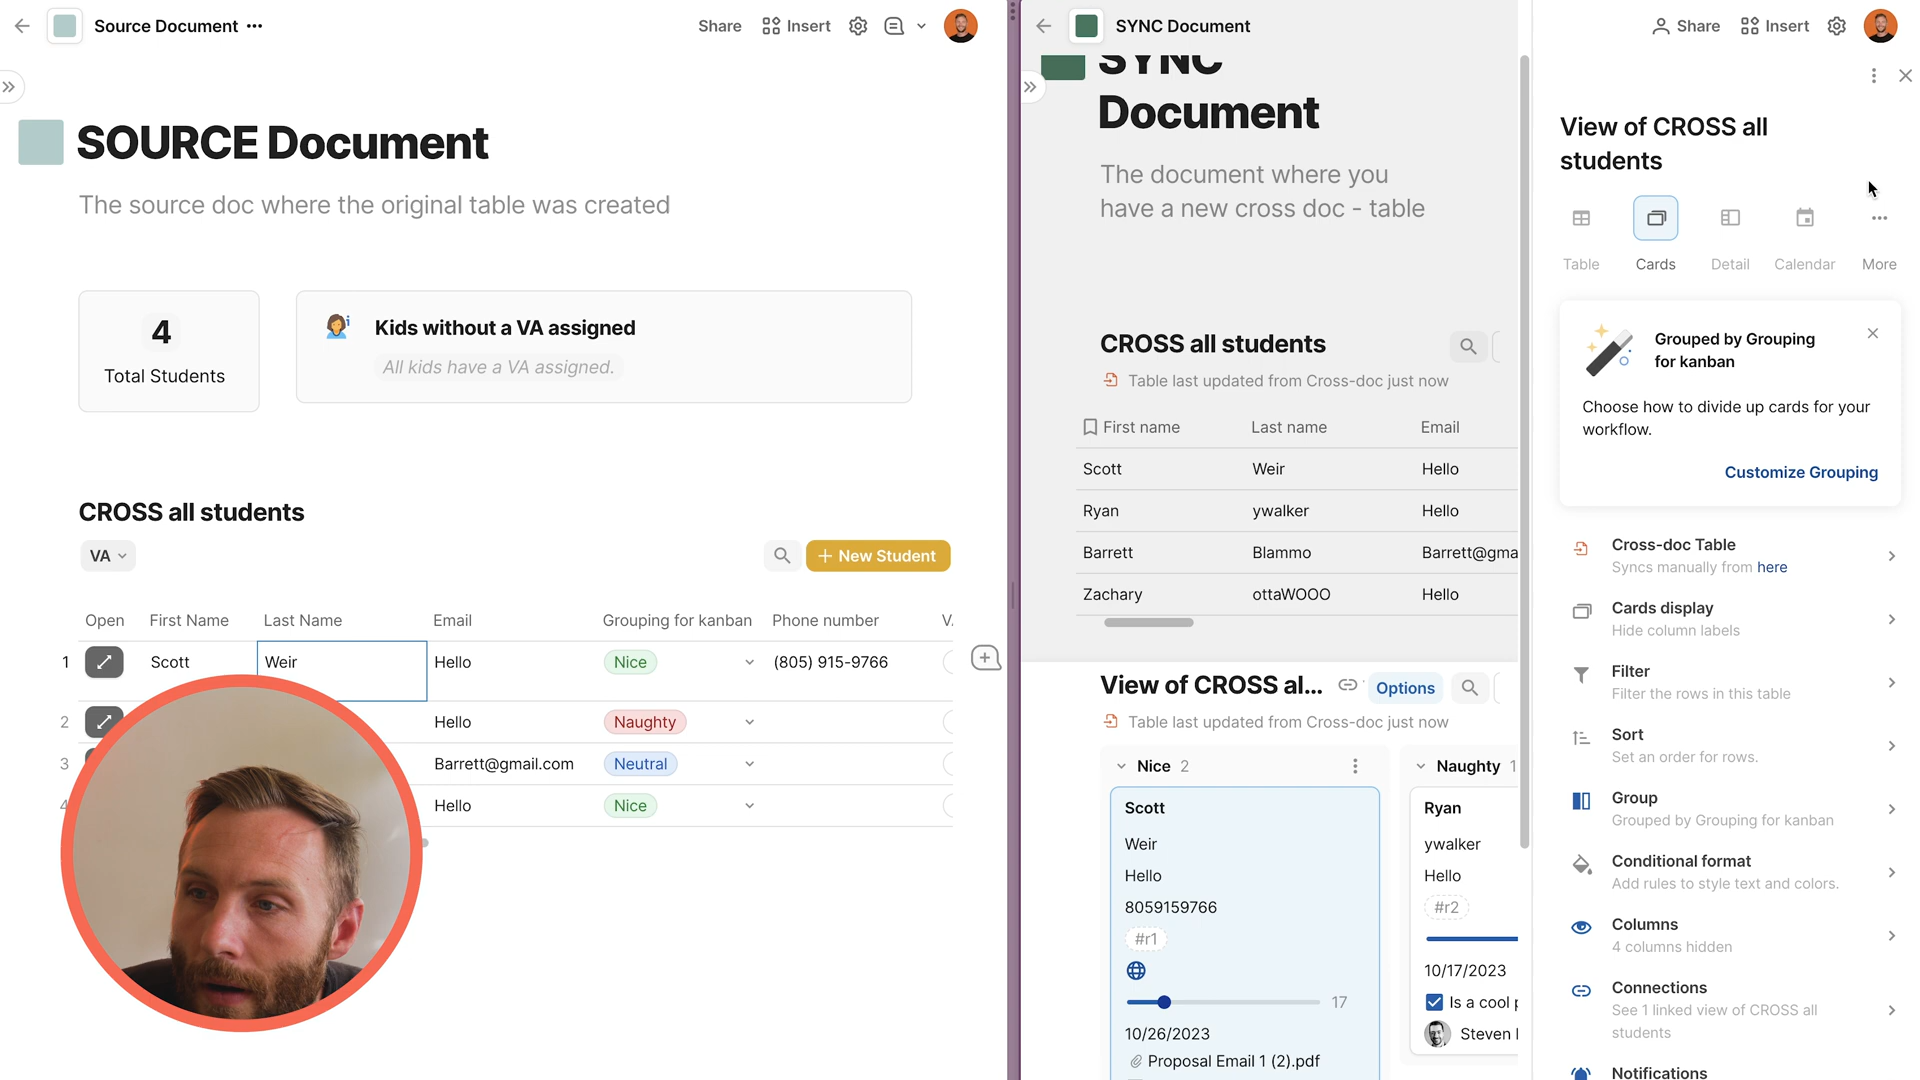 Source Document
Share
Insert
SOURCE Document
The source doc where the original table was created
4
Total Students
Kids without a VA assigned
All kids have a VA assigned.
CROSS all students
VA
New Student
Open First Name Last Name Email Grouping for kanban Phone number
1 Scott Weir Hello Nice (805) 915-9766
2 Hello Naughty
3 Barrett@gmail.com Neutral
4 Hello Nice
SYNC Document
SYNC
Document
The document where you
have a new cross doc - table
CROSS all students
Table last updated from Cross-doc just now
First name Last name Email
Scott Weir Hello
Ryan ywalker Hello
Barrett Blammo Barrett@gma
Zachary ottaWOOO Hello
View of CROSS al... Options
Table last updated from Cross-doc just now
Nice 2
Scott
Weir
Hello
8059159766
#r1
17
10/26/2023
Proposal Email 1 (2).pdf
Naughty 1
Ryan
ywalker
Hello
#r2
10/17/2023
Is a cool p
Steven
Share
Insert
View of CROSS all
students
Table
Cards
Detail
Calendar
More
Grouped by Grouping
for kanban
Choose how to divide up cards for your
workflow.
Customize Grouping
Cross-doc Table
Syncs manually from here
Cards display
Hide column labels
Filter
Filter the rows in this table
Sort
Set an order for rows.
Group
Grouped by Grouping for kanban
Conditional format
Add rules to style text and colors.
Columns
4 columns hidden
Connections
See 1 linked view of CROSS all
students
Notifications